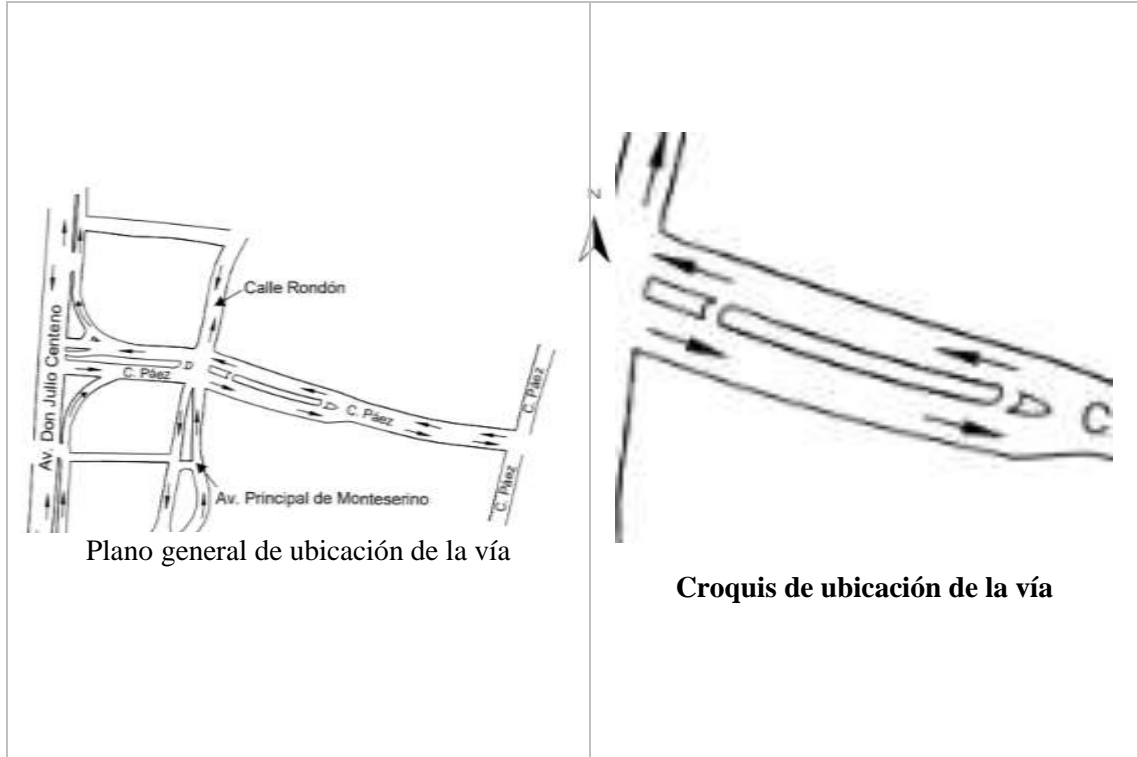 Calle Rondón
Av. Don Julio Centeno
C. Páez
C. Páez
C. Páez
C. Páez
Av. Principal de Monteserino
Plano general de ubicación de la vía
Z
C
Croquis de ubicación de la vía